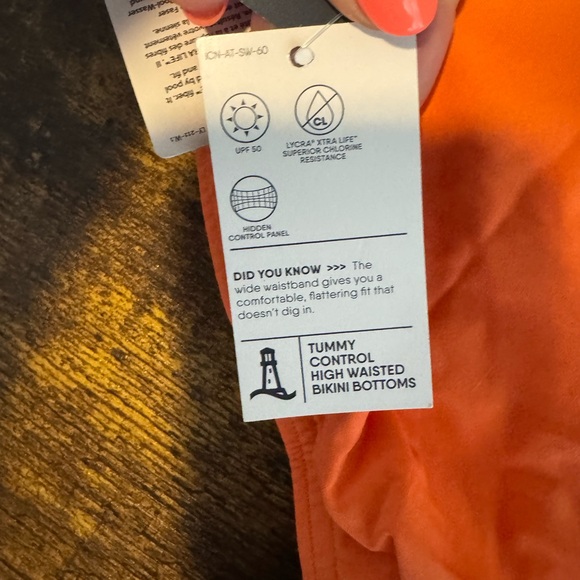 ICN-AT-SW-60
UPF 50
CL
LYCRA® XTRA LIFE™
SUPERIOR CHLORINE
RESISTANCE
HIDDEN
CONTROL PANEL
DID YOU KNOW >>> The
wide waistband gives you a
comfortable, flattering fit that
doesn't dig in.
TUMMY
CONTROL
HIGH WAISTED
BIKINI BOTTOMS